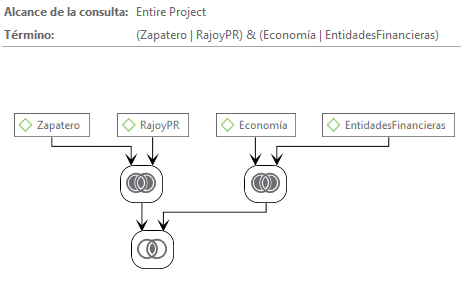 Alcance de la consulta: Entire Project
Término: (Zapatero | RajoyPR) & (Economía | EntidadesFinancieras)
Zapatero RajoyPR Economía EntidadesFinancieras